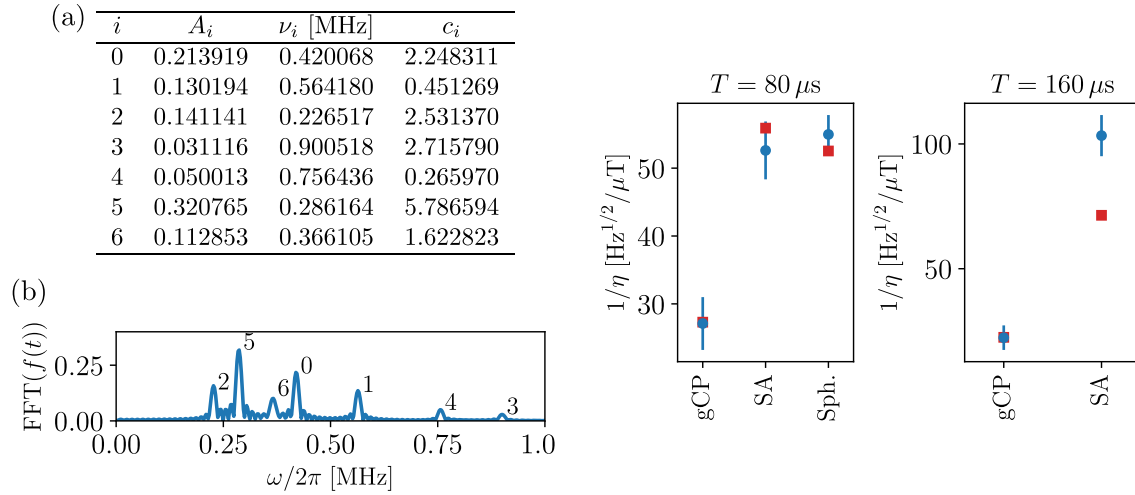 (a)
i A_i ν_i [MHz] c_i
0 0.213919 0.420068 2.248311
1 0.130194 0.564180 0.451269
2 0.141141 0.226517 2.531370
3 0.031116 0.900518 2.715790
4 0.050013 0.756436 0.265970
5 0.320765 0.286164 5.786594
6 0.112853 0.366105 1.622823
(b)
FFT(f(t))
0.25
0.00
2
5
6
0
1
4
3
0.00 0.25 0.50 0.75 1.0
ω/2π [MHz]
T = 80 μs
1/η [Hz^{1/2}/μT]
50
30
gCP SA Sph.
T = 160 μs
1/η [Hz^{1/2}/μT]
100
50
gCP SA